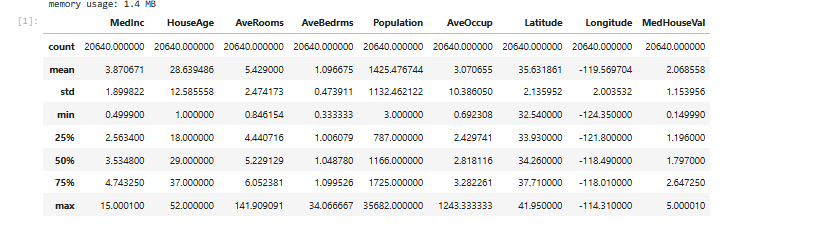 memory usage: 1.4 MB
[1]:
MedInc HouseAge AveRooms AveBedrms Population AveOccup Latitude Longitude MedHouseVal
count 20640.000000 20640.000000 20640.000000 20640.000000 20640.000000 20640.000000 20640.000000 20640.000000 20640.000000
mean 3.870671 28.639486 5.429000 1.096675 1425.476744 3.070655 35.631861 -119.569704 2.068558
std 1.899822 12.585558 2.474173 0.473911 1132.462122 10.386050 2.135952 2.003532 1.153956
min 0.499900 1.000000 0.846154 0.333333 3.000000 0.692308 32.540000 -124.350000 0.149990
25% 2.563400 18.000000 4.440716 1.006079 787.000000 2.429741 33.930000 -121.800000 1.196000
50% 3.534800 29.000000 5.229129 1.048780 1166.000000 2.818116 34.260000 -118.490000 1.797000
75% 4.743250 37.000000 6.052381 1.099526 1725.000000 3.282261 37.710000 -118.010000 2.647250
max 15.000100 52.000000 141.909091 34.066667 35682.000000 1243.333333 41.950000 -114.310000 5.000010